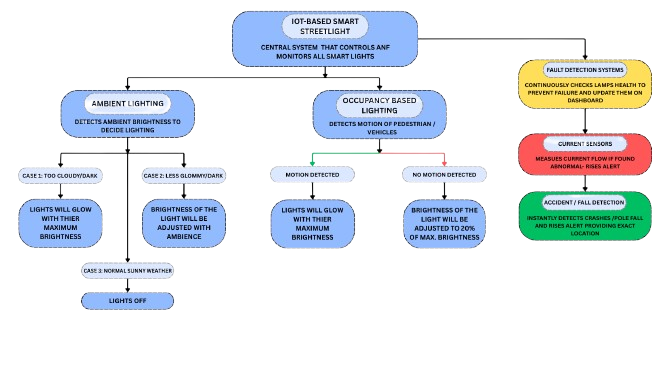 IOT-BASED SMART
STREETLIGHT
CENTRAL SYSTEM THAT CONTROLS ANF
MONITORS ALL SMART LIGHTS
AMBIENT LIGHTING
DETECTS AMBIENT BRIGHTNESS TO
DECIDE LIGHTING
OCCUPANCY BASED
LIGHTING
DETECTS MOTION OF PEDESTRIAN /
VEHICLES
FAULT DETECTION SYSTEMS
CONTINUOUSLY CHECKS LAMPS HEALTH TO
PREVENT FAILURE AND UPDATE THEM ON
DASHBOARD
CURRENT SENSORS
MEASUES CURRENT FLOW IF FOUND
ABNORMAL- RISES ALERT
ACCIDENT / FALL DETECTION
INSTANTLY DETECTS CRASHES /POLE FALL
AND RISES ALERT PROVIDING EXACT
LOCATION
CASE 1: TOO CLOUDY/DARK
LIGHTS WILL GLOW
WITH THIER
MAXIMUM
BRIGHTNESS
CASE 2: LESS GLOMMY/DARK
BRIGHTNESS OF THE
LIGHT WILL BE
ADJUSTED WITH
AMBIENCE
CASE 3: NORMAL SUNNY WEATHER
LIGHTS OFF
MOTION DETECTED
LIGHTS WILL GLOW
WITH THIER
MAXIMUM
BRIGHTNESS
NO MOTION DETECTED
BRIGHTNESS OF THE
LIGHT WILL BE
ADJUSTED TO 20%
OF MAX. BRIGHTNESS